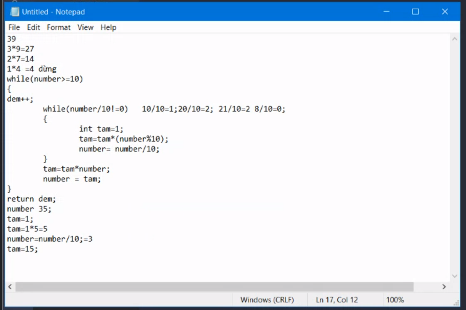 Untitled - Notepad
File Edit Format View Help
39
3*9=27
2*7=14
1*4 =4 dừng
while(number>=10)
{
dem++;
while(number/10!=0) 10/10=1;20/10=2; 21/10=2 8/10=0;
{
int tam=1;
tam=tam*(number%10);
number= number/10;
}
tam=tam*number;
number = tam;
}
return dem;
number 35;
tam=1;
tam=1*5=5
number=number/10;=3
tam=15;
Windows (CRLF) Ln 17, Col 12 100%